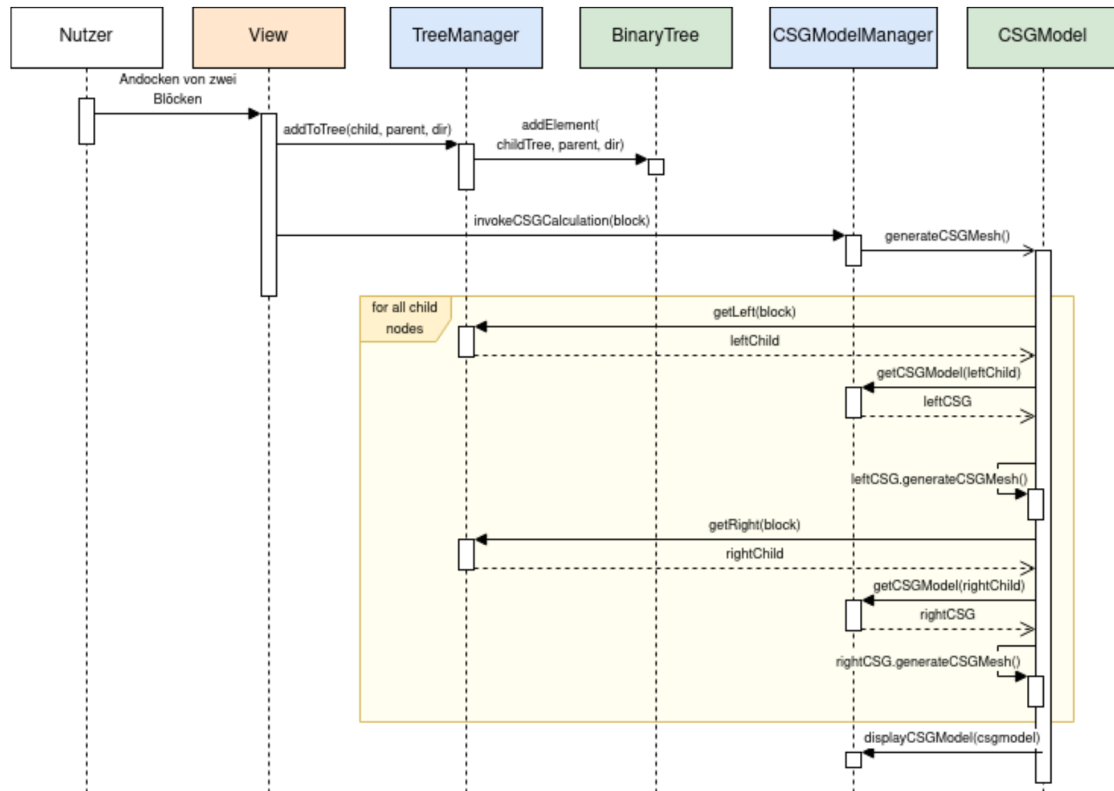 Nutzer
View
TreeManager
BinaryTree
CSGModelManager
CSGModel
Andocken von zwei
Blöcken
addToTree(child, parent, dir)
addElement(
childTree, parent, dir)
invokeCSGCalculation(block)
generateCSGMesh()
for all child
nodes
getLeft(block)
leftChild
getCSGModel(leftChild)
leftCSG
leftCSG.generateCSGMesh()
getRight(block)
rightChild
getCSGModel(rightChild)
rightCSG
rightCSG.generateCSGMesh()
displayCSGModel(csgmodel)